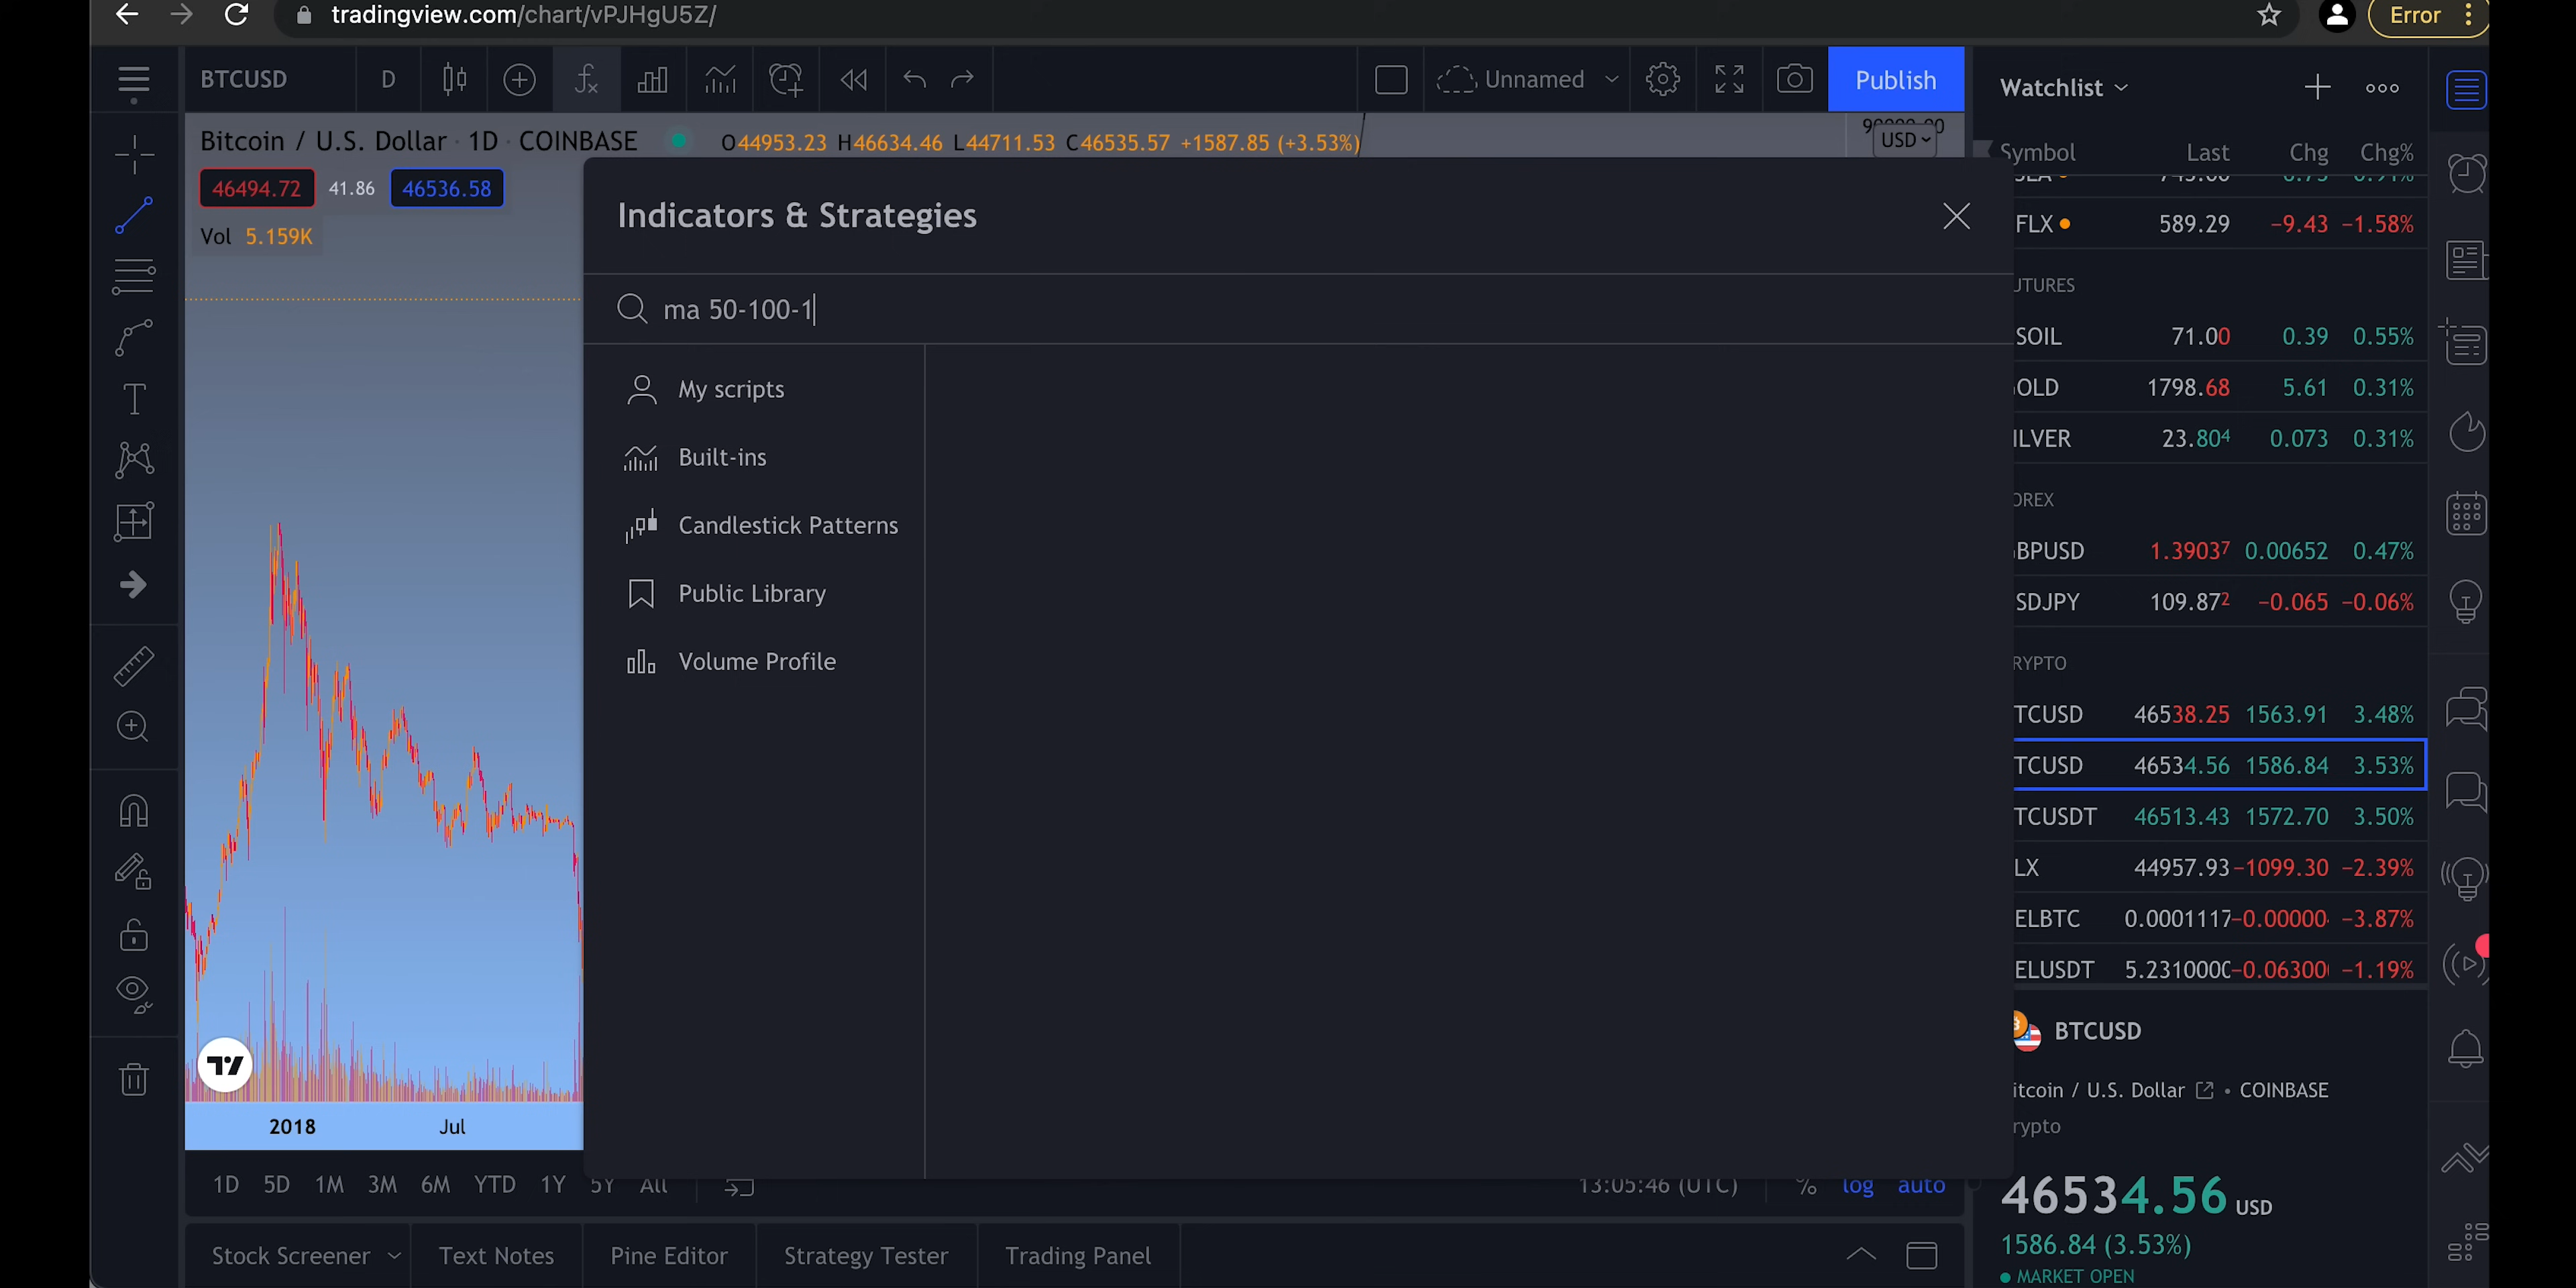 tradingview.com/chart/vPJHgU5Z/
Error
BTCUSD D
Unnamed
Publish
Watchlist
Bitcoin / U.S. Dollar · 1D · COINBASE
O44953.23 H46634.46 L44711.53 C46535.57 +1587.85 (+3.53%)
USD
46494.72 41.86 46536.58
Vol 5.159K
Symbol Last Chg Chg%
FLX 589.29 −9.43 −1.58%
UTURES
SOIL 71.00 0.39 0.55%
OLD 1798.68 5.61 0.31%
ILVER 23.804 0.073 0.31%
OREX
BPUSD 1.39037 0.00652 0.47%
SDJPY 109.872 −0.065 −0.06%
RYPTO
TCUSD 46538.25 1563.91 3.48%
TCUSD 46534.56 1586.84 3.53%
TCUSDT 46513.43 1572.70 3.50%
LX 44957.93 −1099.30 −2.39%
ELBTC 0.0001117 −0.00000 −3.87%
ELUSDT 5.2310000 −0.06300 −1.19%
Indicators & Strategies
ma 50-100-1
My scripts
Built-ins
Candlestick Patterns
Public Library
Volume Profile
2018 Jul
1D 5D 1M 3M 6M YTD 1Y 5Y All
13:05:46 (UTC) % log auto
Stock Screener Text Notes Pine Editor Strategy Tester Trading Panel
BTCUSD
itcoin / U.S. Dollar • COINBASE
rypto
46534.56 USD
1586.84 (3.53%)
MARKET OPEN